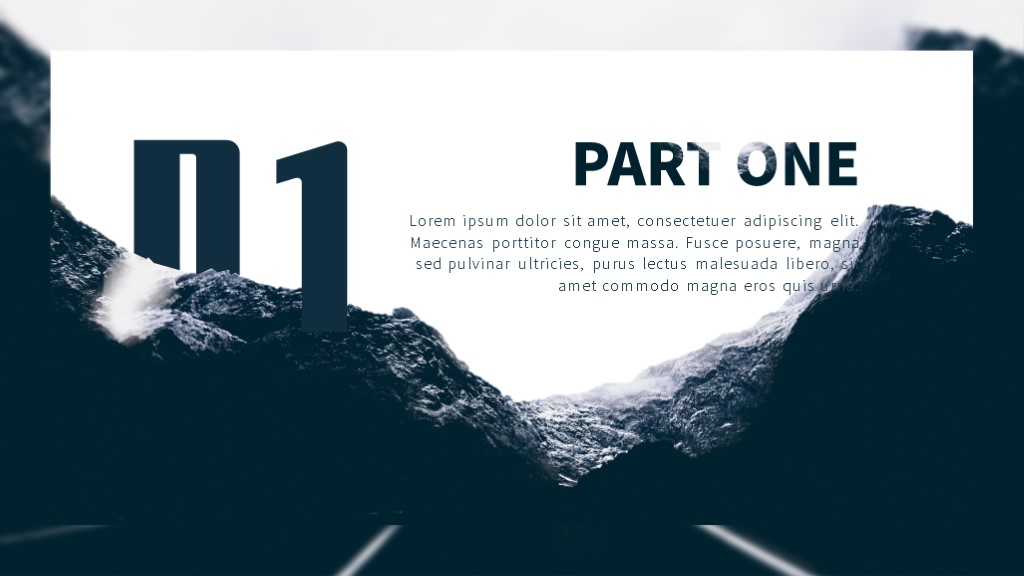 01
PART ONE
Lorem ipsum dolor sit amet, consectetuer adipiscing elit.
Maecenas porttitor congue massa. Fusce posuere, magna
sed pulvinar ultricies, purus lectus malesuada libero, sit
amet commodo magna eros quis